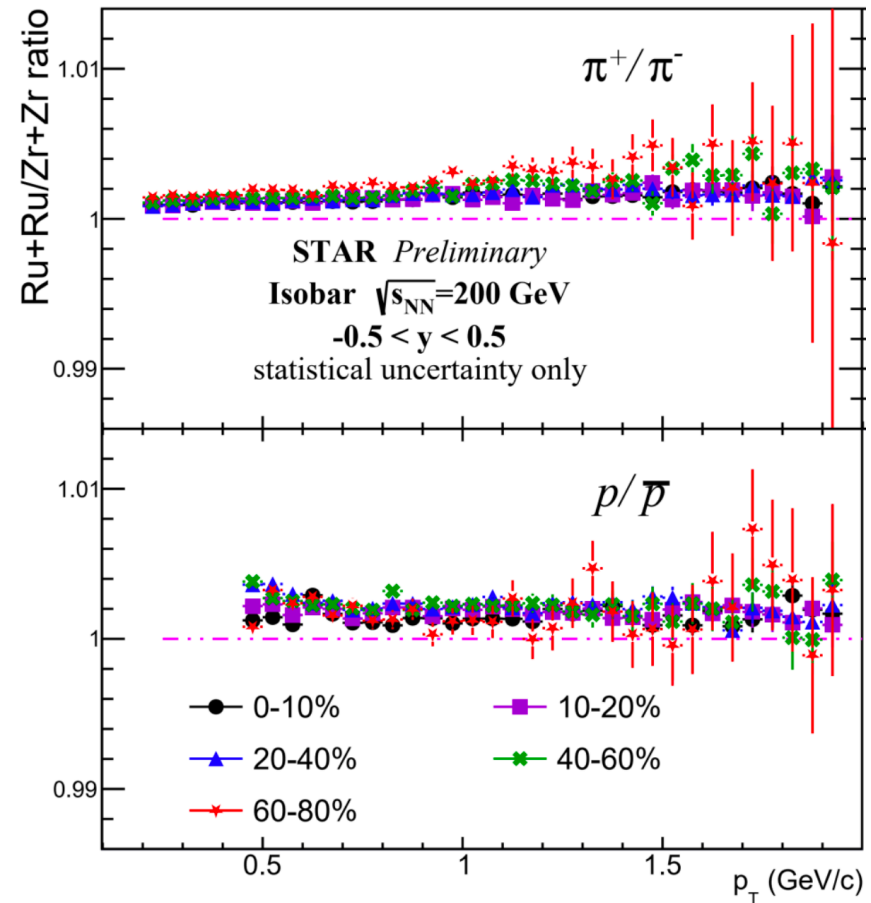 Ru+Ru/Zr+Zr ratio
1.01
1
0.99
π⁺/π⁻
STAR Preliminary
Isobar √s_NN=200 GeV
-0.5 < y < 0.5
statistical uncertainty only
1.01
1
0.99
p/p̅
0-10%
10-20%
20-40%
40-60%
60-80%
0.5
1
1.5
p_T (GeV/c)